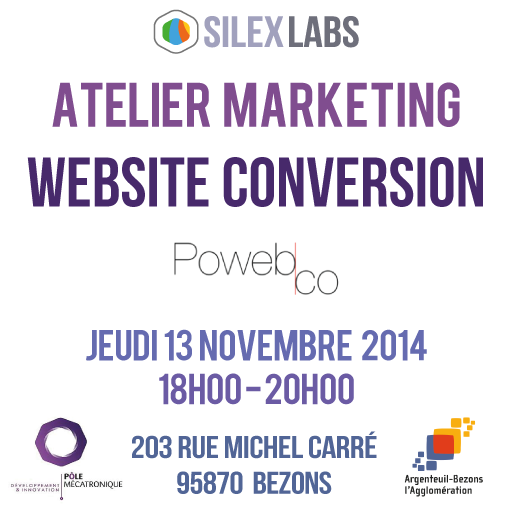 SILEX LABS
ATELIER MARKETING
WEBSITE CONVERSION
Poweb
co
JEUDI 13 NOVEMBRE 2014
18H00 - 20H00
203 RUE MICHEL CARRÉ
95870 BEZONS
DÉVELOPPEMENT
& INNOVATION
PÔLE
MÉCATRONIQUE
Argenteuil-Bezons
l'Agglomération